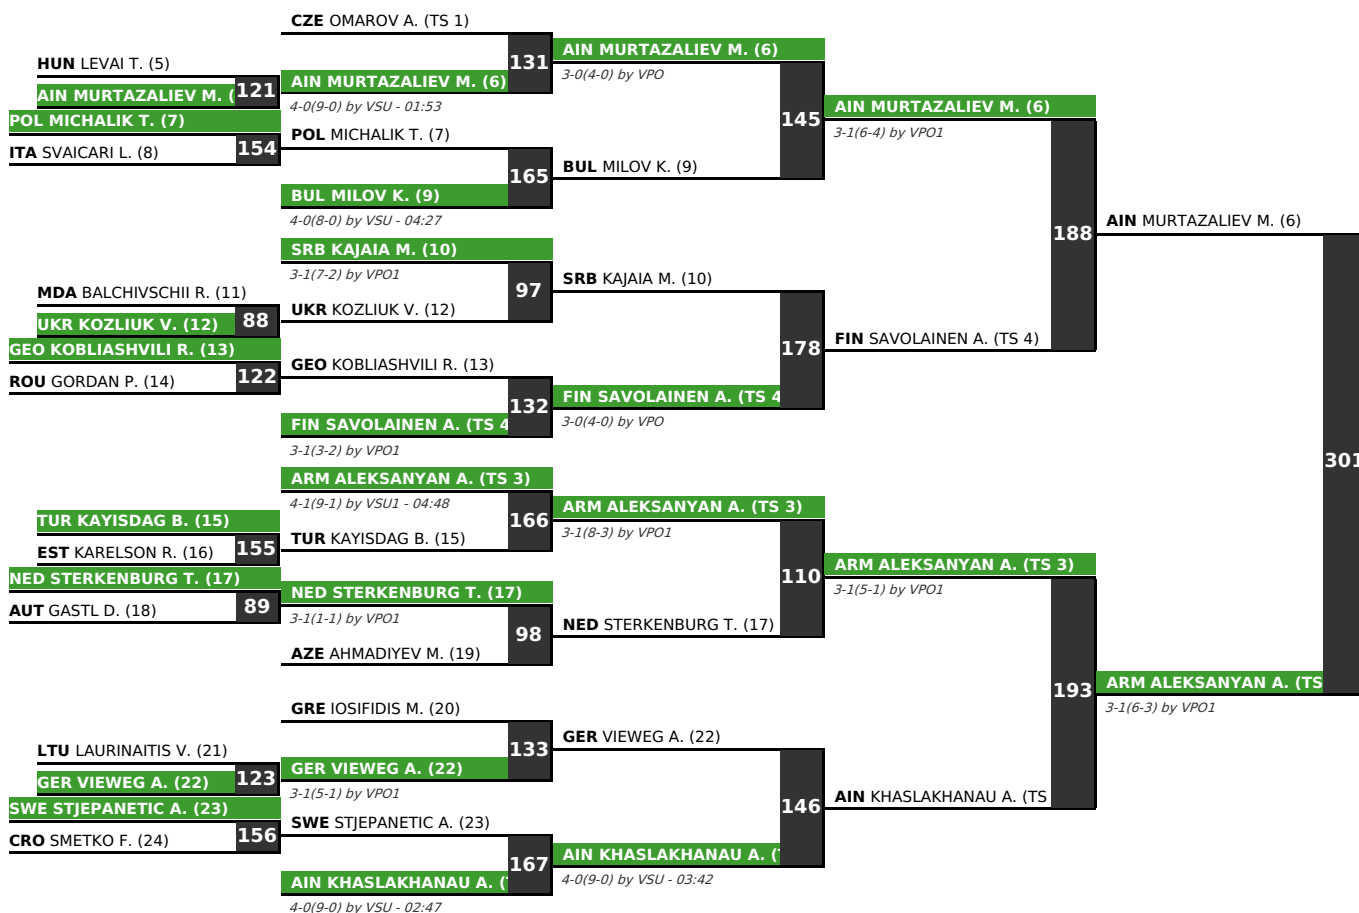 CZE OMAROV A. (TS 1)
AIN MURTAZALIEV M. (6)
HUN LEVAI T. (5)
131
3-0(4-0) by VPO
AIN MURTAZALIEV M. (
121
AIN MURTAZALIEV M. (6)
4-0(9-0) by VSU - 01:53
AIN MURTAZALIEV M. (6)
POL MICHALIK T. (7)
145
3-1(6-4) by VPO1
POL MICHALIK T. (7)
ITA SVAICARI L. (8)
154
BUL MILOV K. (9)
165
BUL MILOV K. (9)
4-0(8-0) by VSU - 04:27
AIN MURTAZALIEV M. (6)
188
SRB KAJAIA M. (10)
3-1(7-2) by VPO1
SRB KAJAIA M. (10)
MDA BALCHIVSCHII R. (11)
97
UKR KOZLIUK V. (12)
UKR KOZLIUK V. (12)
88
FIN SAVOLAINEN A. (TS 4)
GEO KOBLIASHVILI R. (13)
178
GEO KOBLIASHVILI R. (13)
ROU GORDAN P. (14)
122
FIN SAVOLAINEN A. (TS 4
132
3-0(4-0) by VPO
FIN SAVOLAINEN A. (TS 4
3-1(3-2) by VPO1
301
ARM ALEKSANYAN A. (TS 3)
4-1(9-1) by VSU1 - 04:48
ARM ALEKSANYAN A. (TS 3)
TUR KAYISDAG B. (15)
166
3-1(8-3) by VPO1
TUR KAYISDAG B. (15)
EST KARELSON R. (16)
155
ARM ALEKSANYAN A. (TS 3)
NED STERKENBURG T. (17)
110
3-1(5-1) by VPO1
NED STERKENBURG T. (17)
AUT GASTL D. (18)
89
3-1(1-1) by VPO1
NED STERKENBURG T. (17)
98
AZE AHMADIYEV M. (19)
ARM ALEKSANYAN A. (TS
193
3-1(6-3) by VPO1
GRE IOSIFIDIS M. (20)
GER VIEWEG A. (22)
LTU LAURINAITIS V. (21)
133
GER VIEWEG A. (22)
GER VIEWEG A. (22)
123
3-1(5-1) by VPO1
AIN KHASLAKHANAU A. (TS
SWE STJEPANETIC A. (23)
146
SWE STJEPANETIC A. (23)
CRO SMETKO F. (24)
156
AIN KHASLAKHANAU A. (
167
4-0(9-0) by VSU - 03:42
AIN KHASLAKHANAU A. (
4-0(9-0) by VSU - 02:47